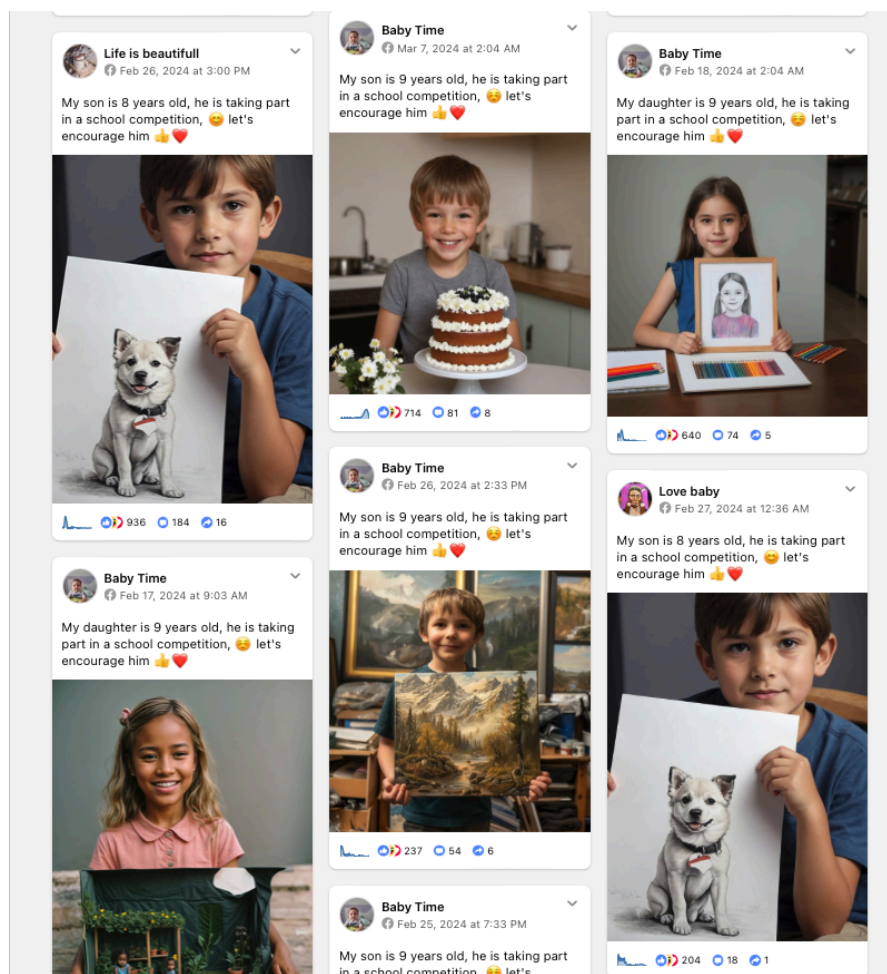 Life is beautifull
Feb 26, 2024 at 3:00 PM
My son is 8 years old, he is taking part
in a school competition, 😊 let's
encourage him 👍❤️
936 184 16
Baby Time
Feb 17, 2024 at 9:03 AM
My daughter is 9 years old, he is taking
part in a school competition, ☺️ let's
encourage him 👍❤️
Baby Time
Mar 7, 2024 at 2:04 AM
My son is 9 years old, he is taking part
in a school competition, ☺️ let's
encourage him 👍❤️
714 81 8
Baby Time
Feb 26, 2024 at 2:33 PM
My son is 9 years old, he is taking part
in a school competition, ☺️ let's
encourage him 👍❤️
237 54 6
Baby Time
Feb 25, 2024 at 7:33 PM
My son is 9 years old, he is taking part
in a school competition, ☺️ let's
Baby Time
Feb 18, 2024 at 2:04 AM
My daughter is 9 years old, he is taking
part in a school competition, ☺️ let's
encourage him 👍❤️
640 74 5
Love baby
Feb 27, 2024 at 12:36 AM
My son is 8 years old, he is taking part
in a school competition, 😊 let's
encourage him 👍❤️
204 18 1